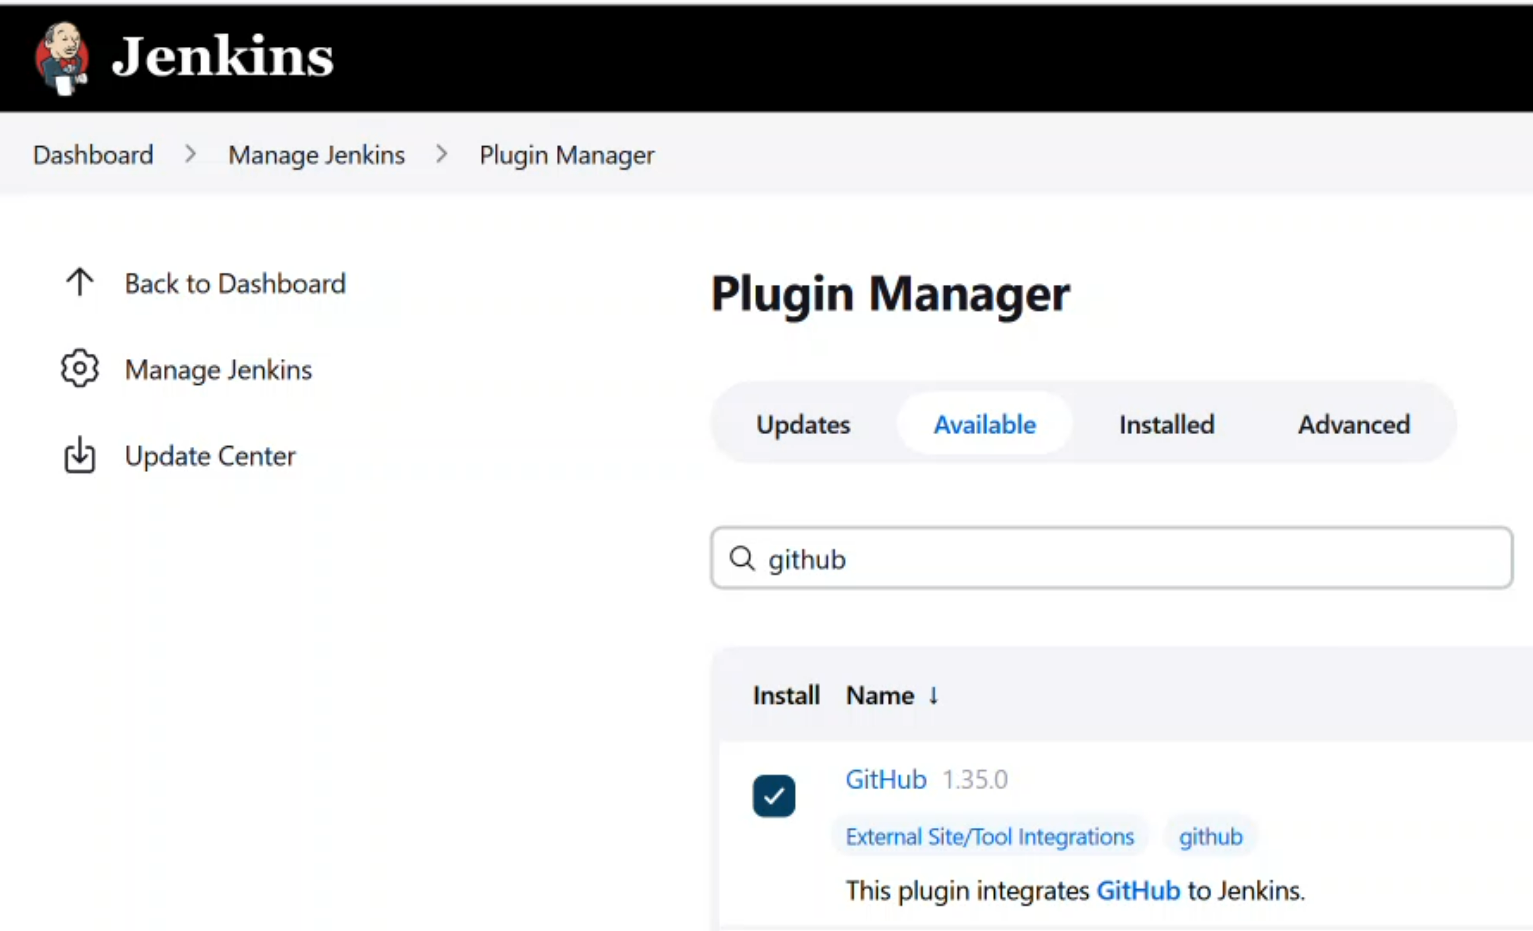 Jenkins
Dashboard > Manage Jenkins > Plugin Manager
Back to Dashboard
Manage Jenkins
Update Center
Plugin Manager
Updates Available Installed Advanced
github
Install Name ↓
GitHub 1.35.0
External Site/Tool Integrations github
This plugin integrates GitHub to Jenkins.